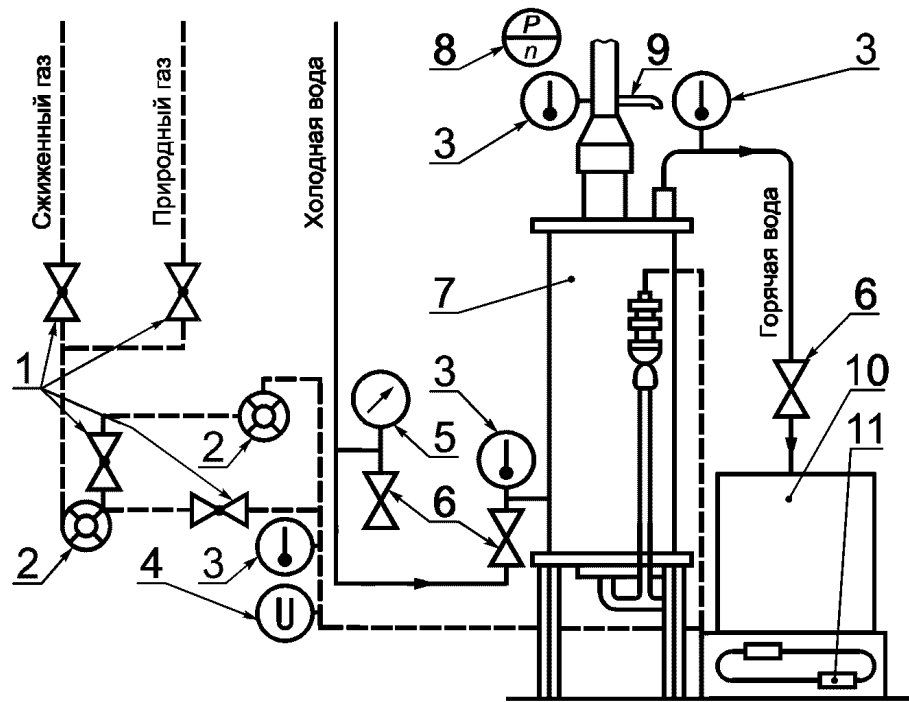 Сжиженный газ
Природный газ
Холодная вода
P
n
8
9
3
3
7
Горячая вода
6
1
3
10
2
5
11
6
2
4
3